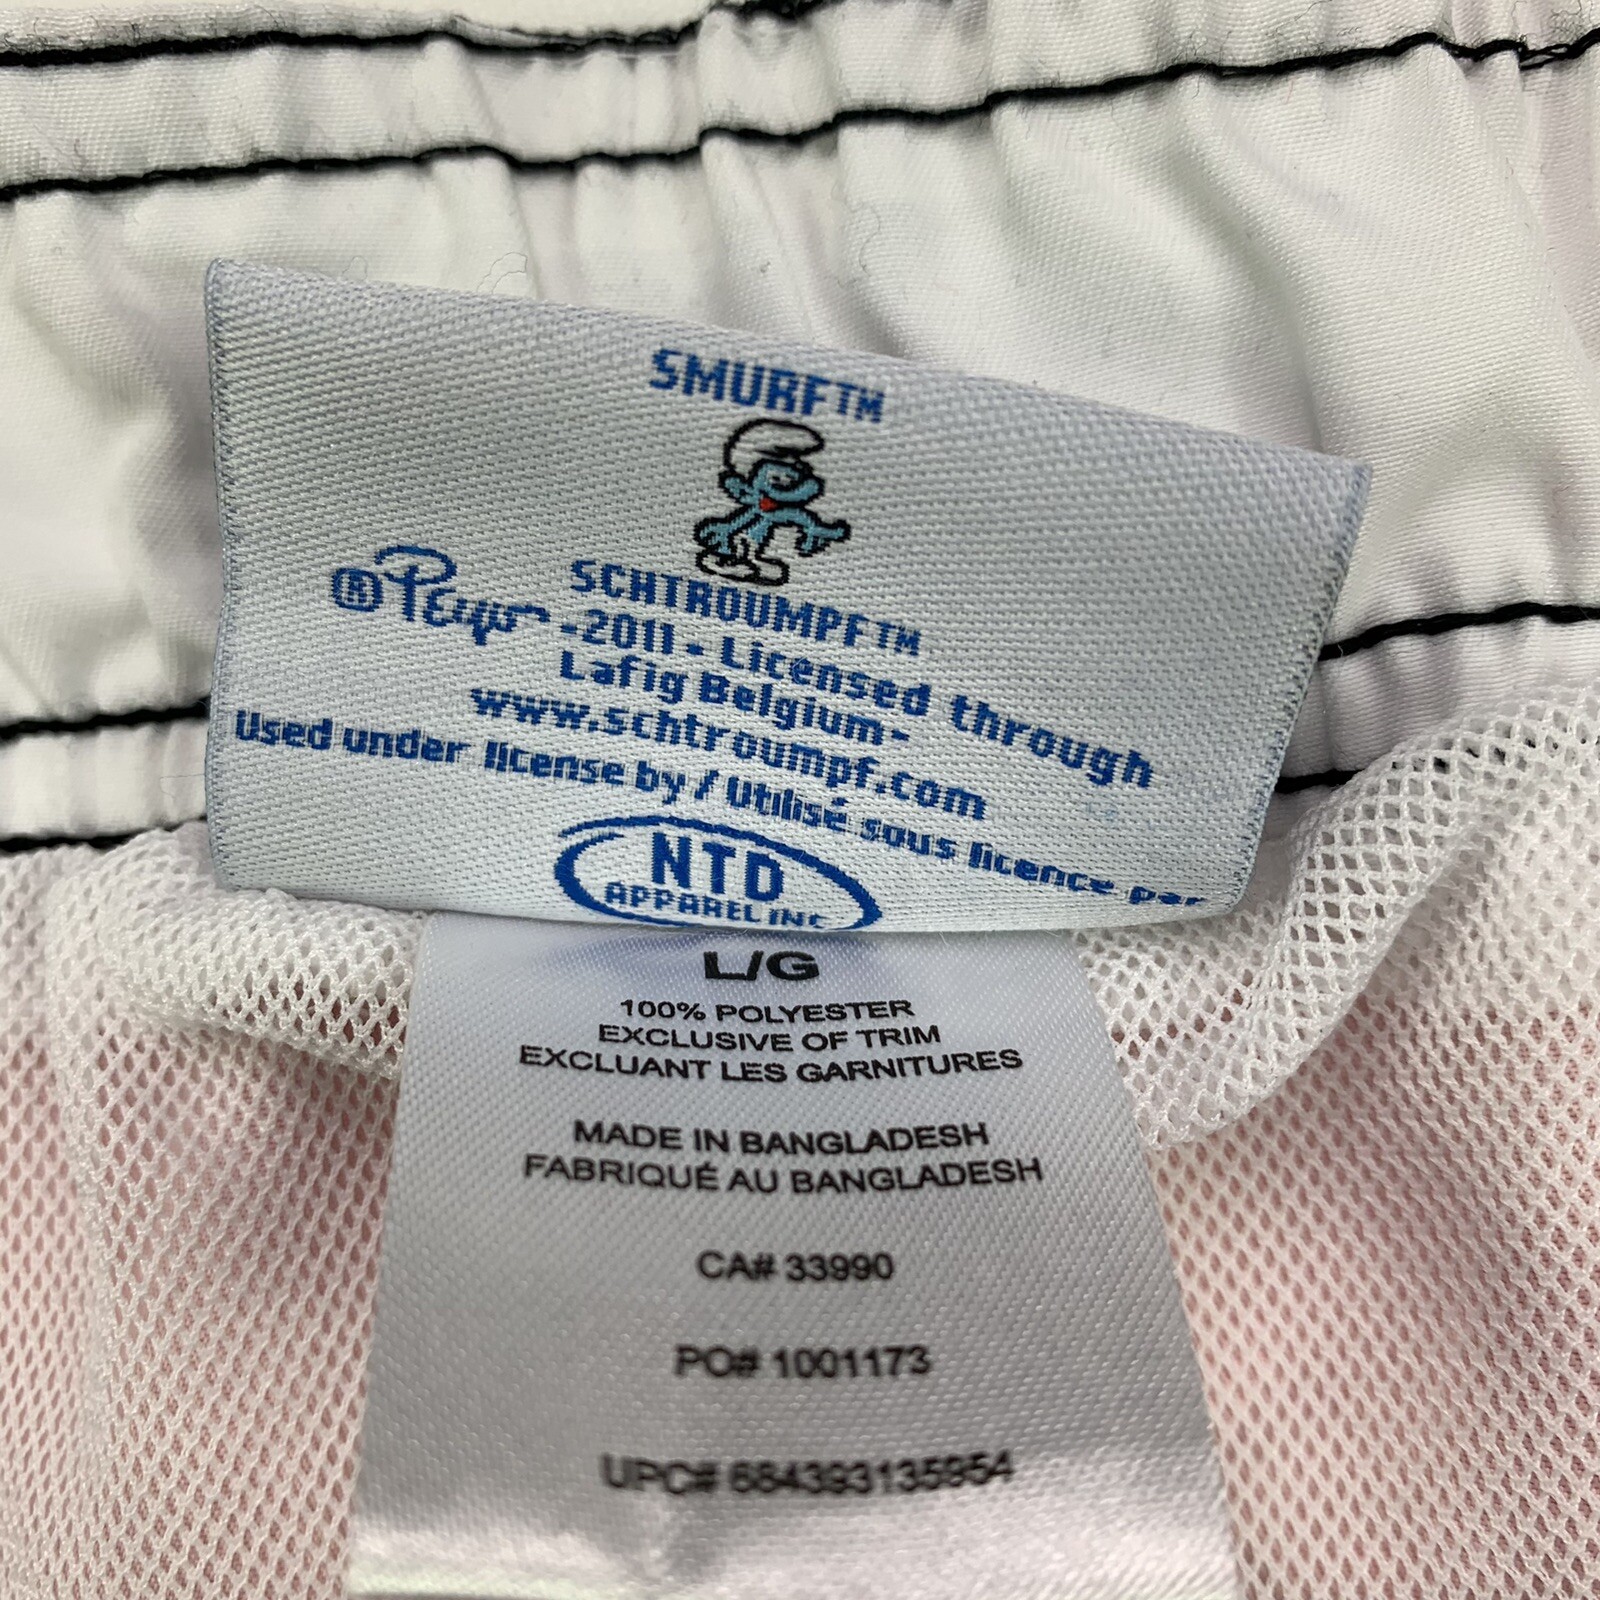 SMURF™
SCHTROUMPF™
® Peyo -2011- Licensed through
Lafig Belgium-
www.schtroumpf.com
Used under license by / Utilisé sous licence par
NTD
APPAREL INC
L/G
100% POLYESTER
EXCLUSIVE OF TRIM
EXCLUANT LES GARNITURES
MADE IN BANGLADESH
FABRIQUÉ AU BANGLADESH
CA# 33990
PO# 1001173
UPC# 664393135954